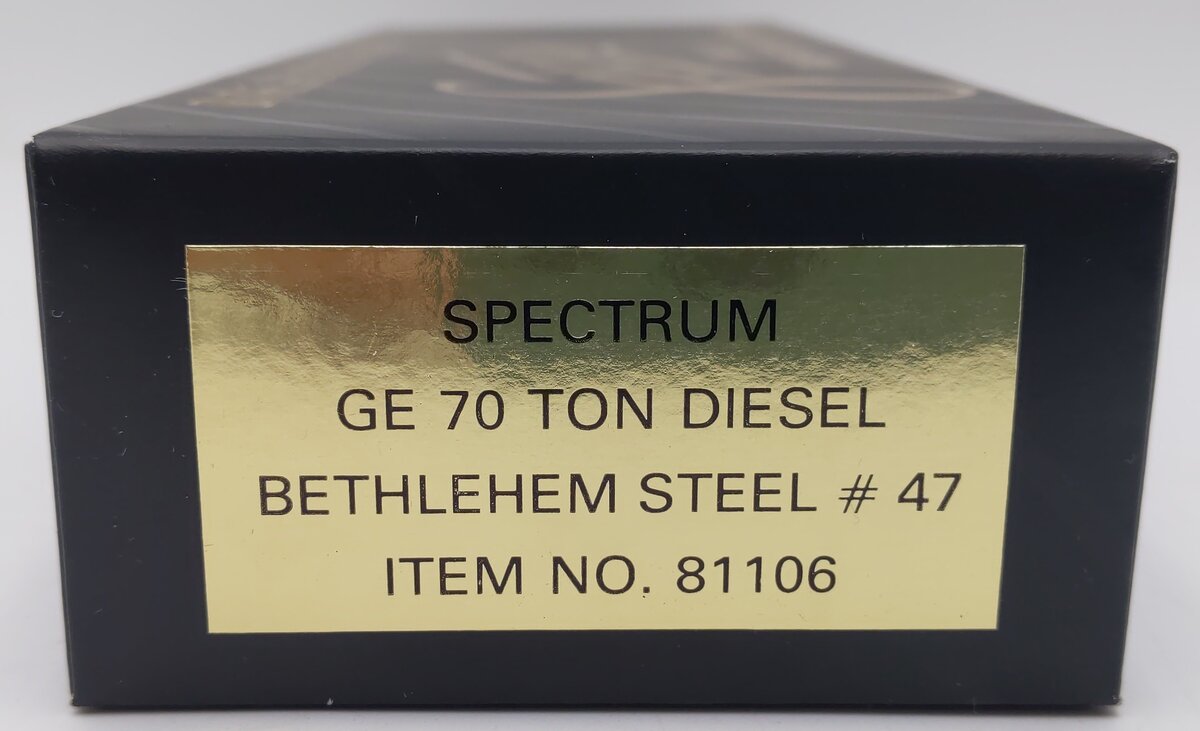 SPECTRUM
GE 70 TON DIESEL
BETHLEHEM STEEL # 47
ITEM NO. 81106